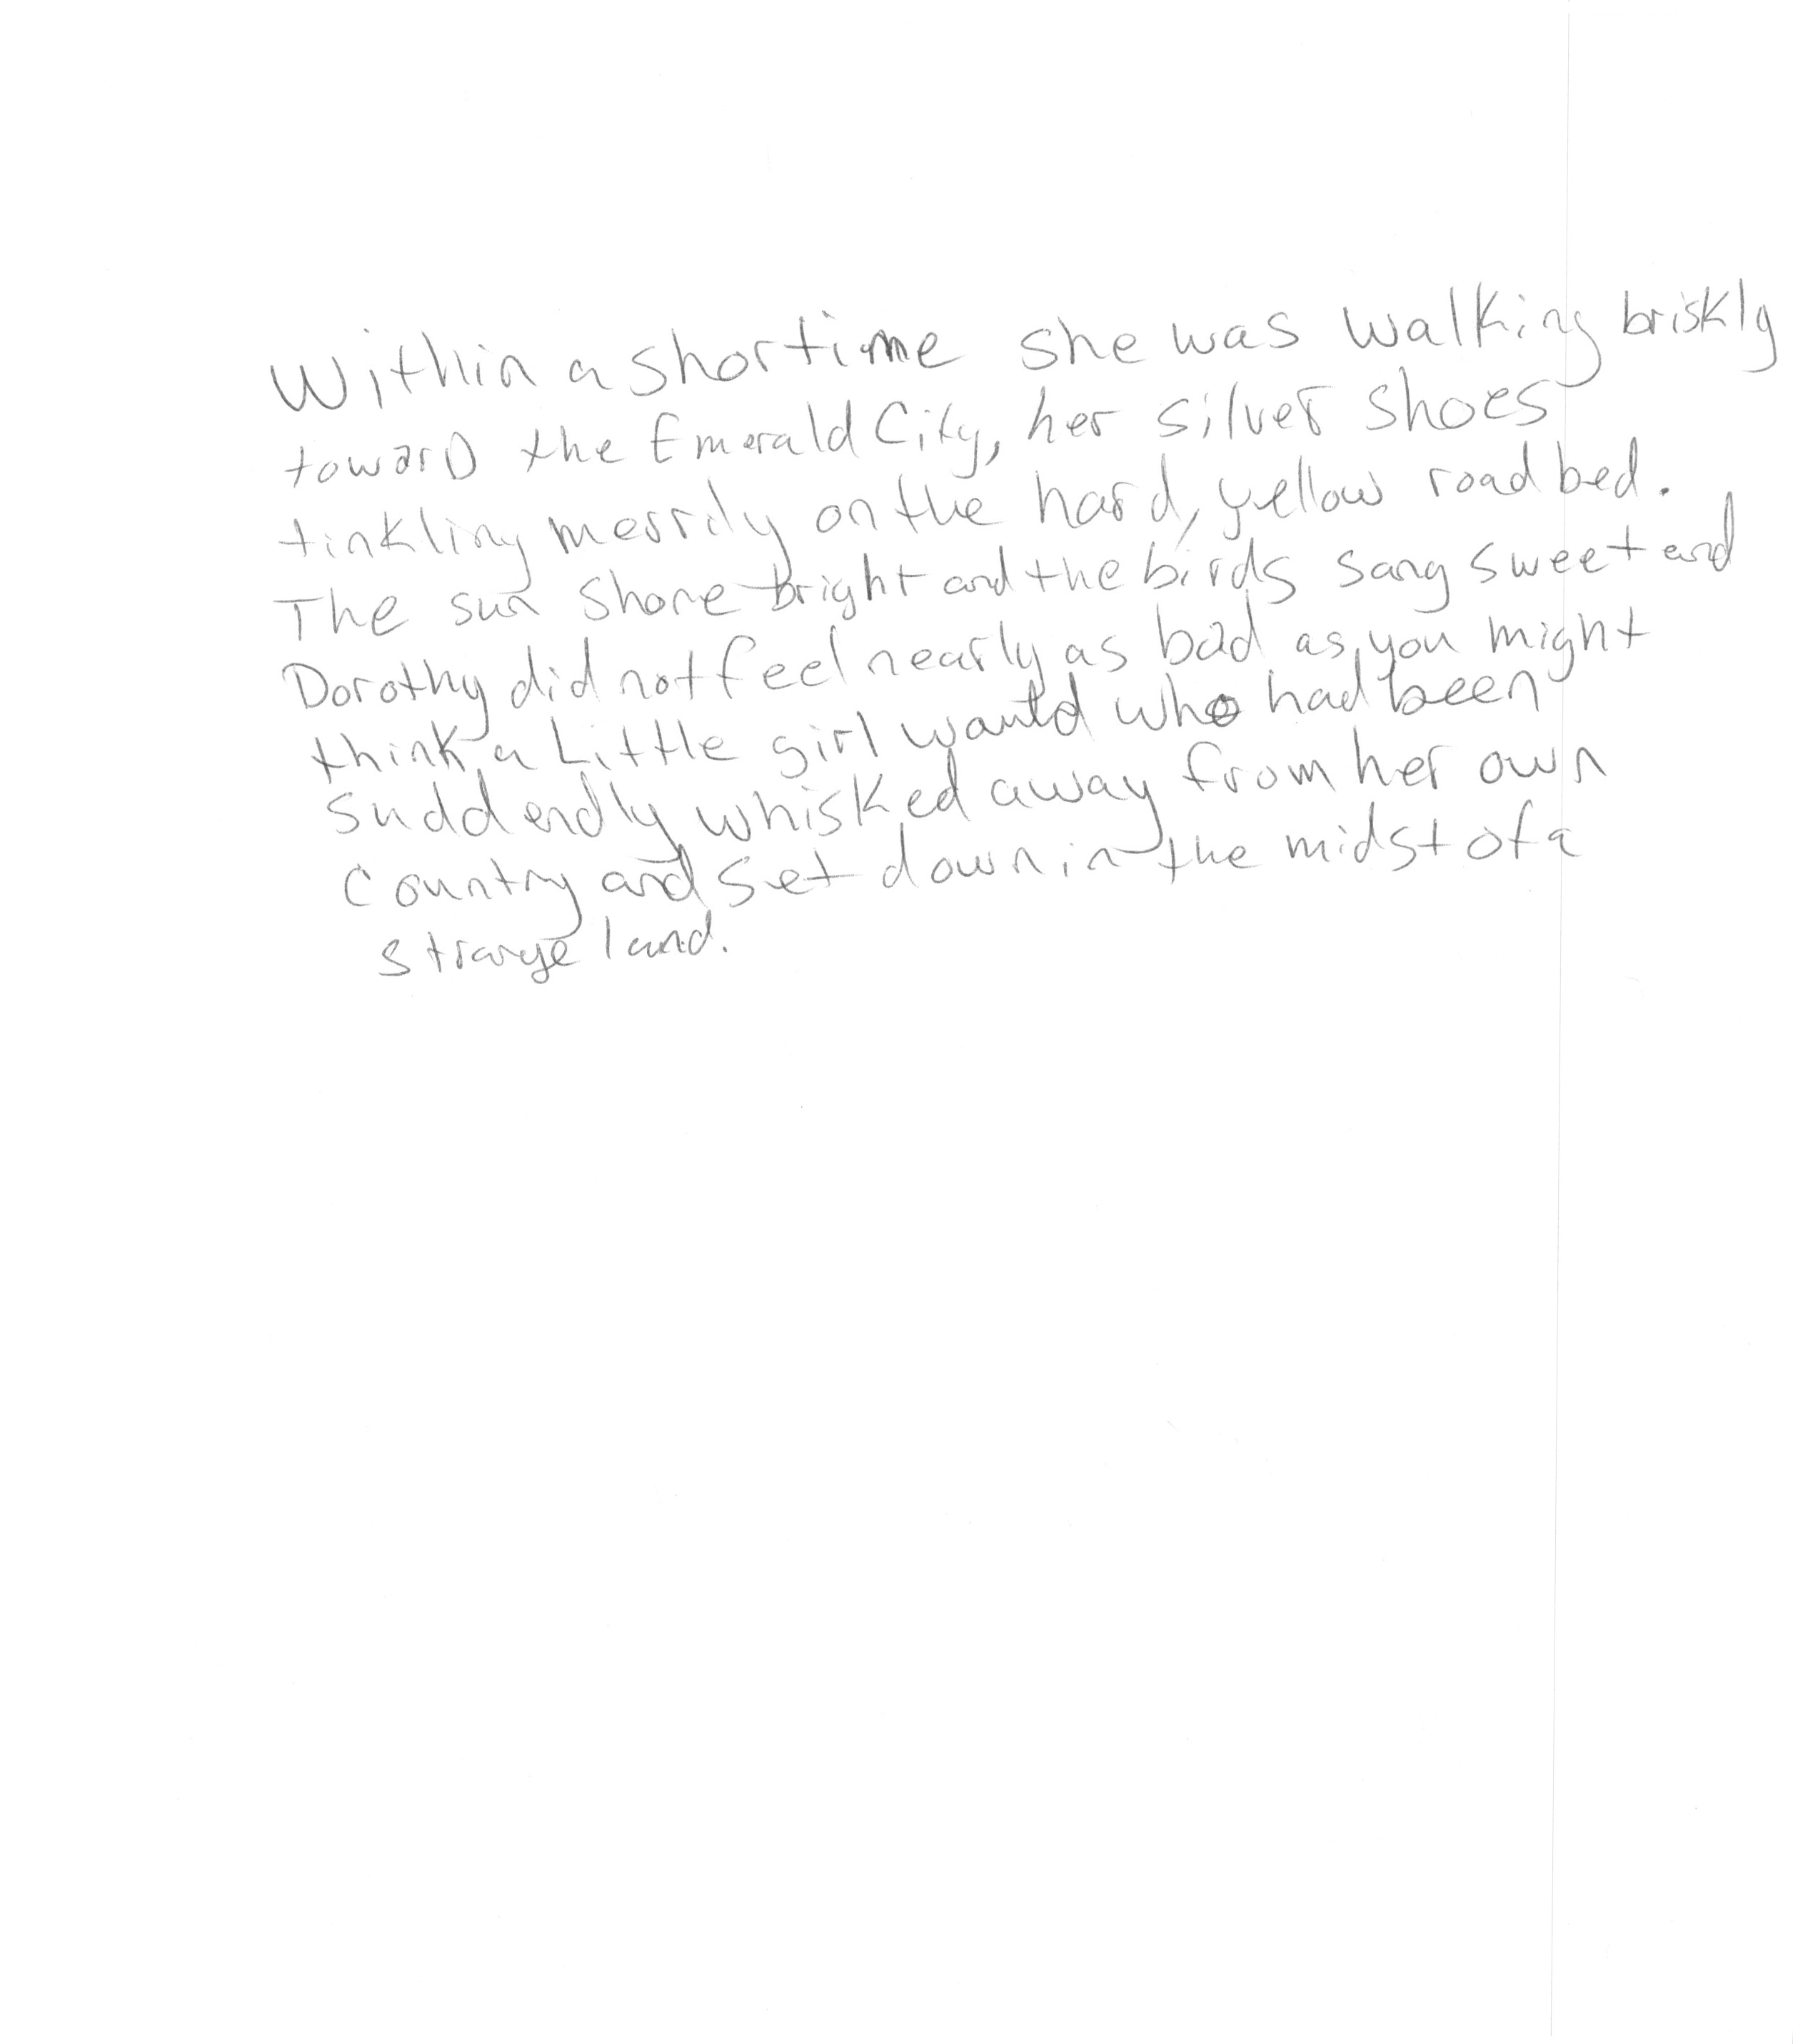 Within a shortime she was walking briskly
toward the Emerald City, her silver shoes
tinkling merrily on the hard, yellow road bed.
The sun shone bright and the birds sang sweet and
Dorothy did not feel nearly as bad as you might
think a Little girl would who had been
suddendly whisked away from her own
country and set down in the midst of a
strange land.